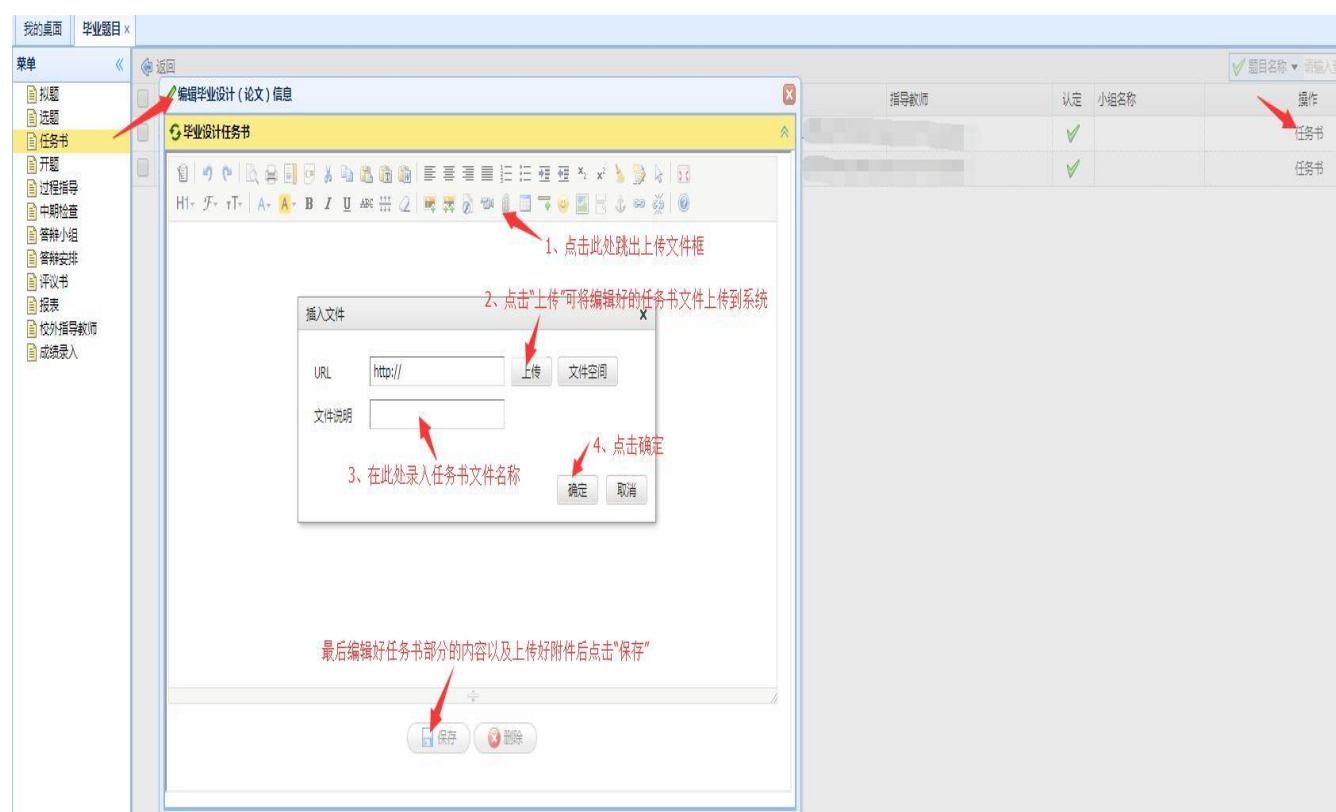 我的桌面 毕业题目 ×
菜单 «
返回
题目名称 ▼ 请输入
拟题
选题
任务书
开题
过程指导
中期检查
答辩小组
答辩安排
评议书
报表
校外指导教师
成绩录入
编辑毕业设计(论文)信息
指导教师 认定 小组名称 操作
毕业设计任务书
任务书
任务书
H1 F тT A A B I U ABC
1、点击此处跳出上传文件框
2、点击“上传”可将编辑好的任务书文件上传到系统
插入文件 x
URL http:// 上传 文件空间
文件说明
4、点击确定
3、在此处录入任务书文件名称
确定 取消
最后编辑好任务书部分的内容以及上传好附件后点击“保存”
保存 删除